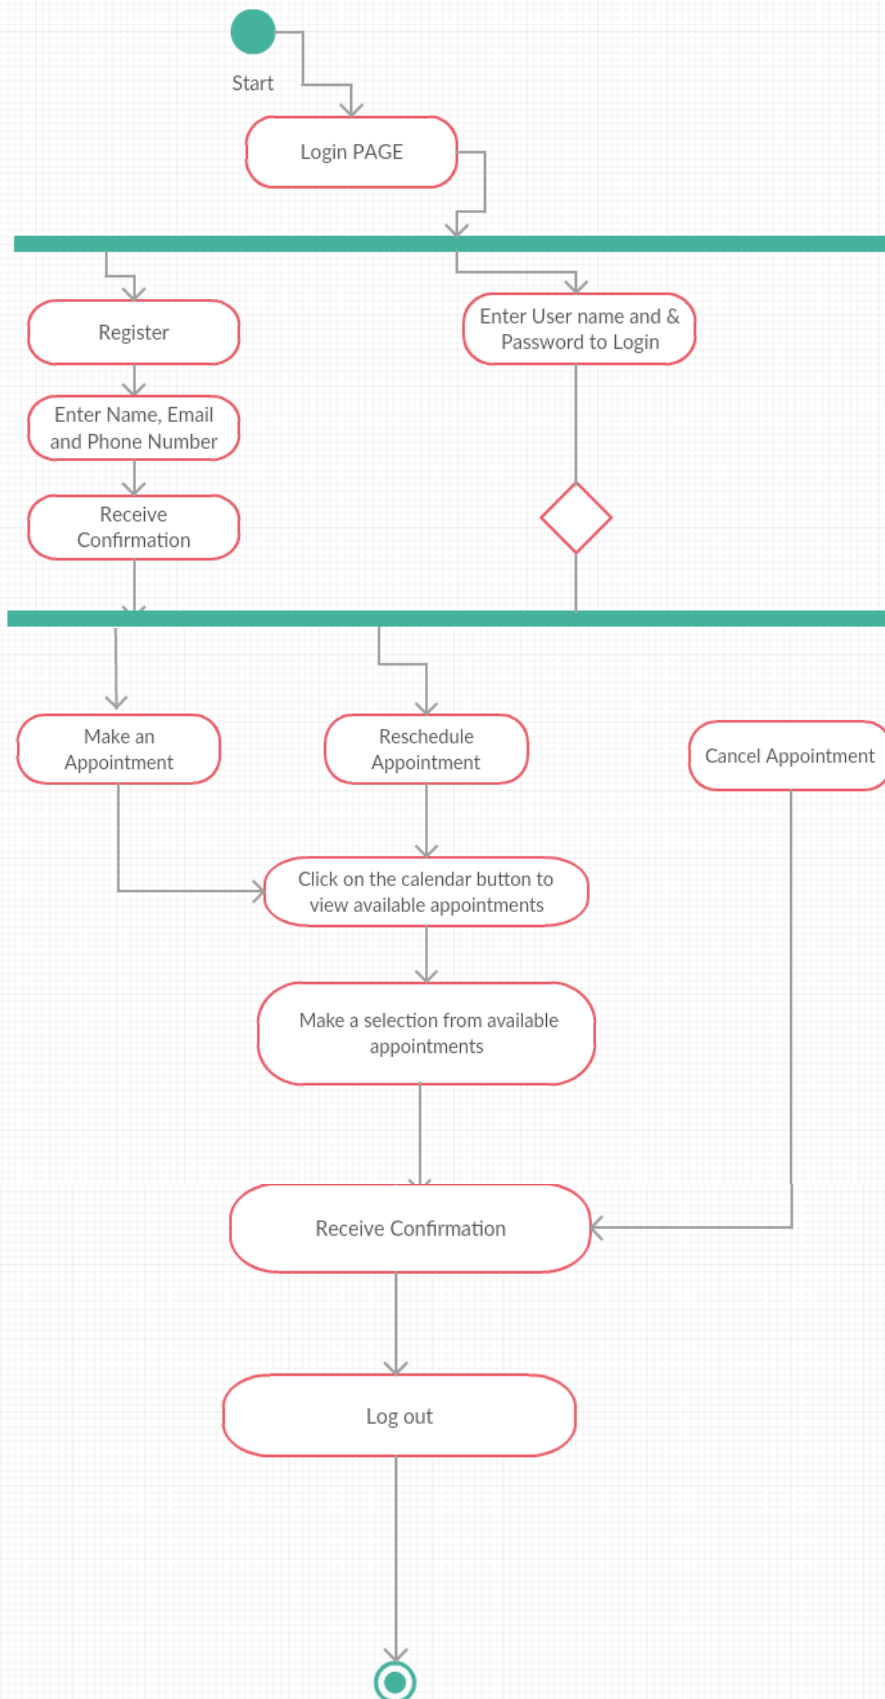 Start
Login PAGE
Register
Enter User name and &
Password to Login
Enter Name, Email
and Phone Number
Receive
Confirmation
Make an
Appointment
Reschedule
Appointment
Cancel Appointment
Click on the calendar button to
view available appointments
Make a selection from available
appointments
Receive Confirmation
Log out